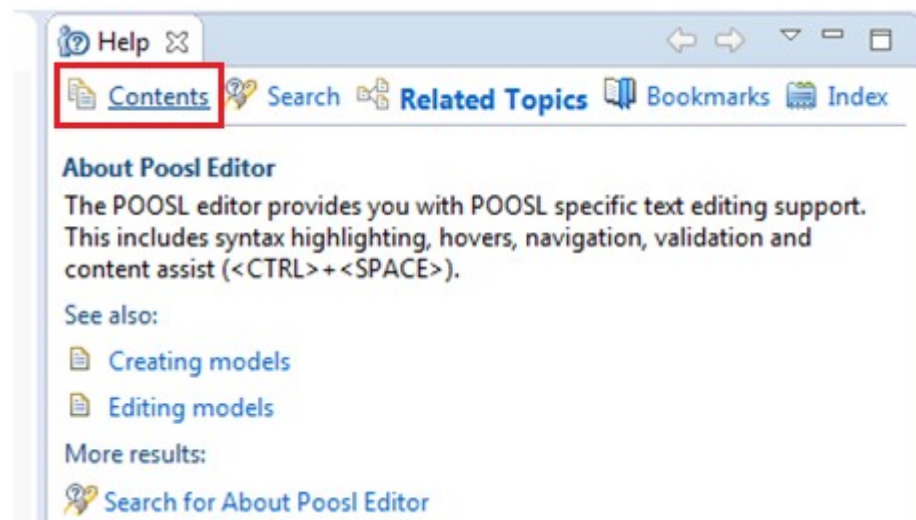 Help
Contents Search Related Topics Bookmarks Index
About Poosl Editor
The POOSL editor provides you with POOSL specific text editing support.
This includes syntax highlighting, hovers, navigation, validation and
content assist (<CTRL>+<SPACE>).
See also:
Creating models
Editing models
More results:
Search for About Poosl Editor